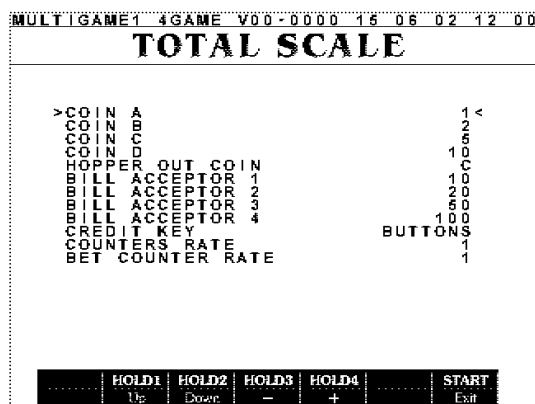 MULTIGAME1 4GAME V00-0000 15 06 02 12 00
TOTAL SCALE
>COIN A 1<
COIN B 2
COIN C 5
COIN D 10
HOPPER OUT COIN C
BILL ACCEPTOR 1 10
BILL ACCEPTOR 2 20
BILL ACCEPTOR 3 50
BILL ACCEPTOR 4 100
CREDIT KEY BUTTONS
COUNTERS RATE 1
BET COUNTER RATE 1
HOLD1 HOLD2 HOLD3 HOLD4 START
Up Down - + Exit